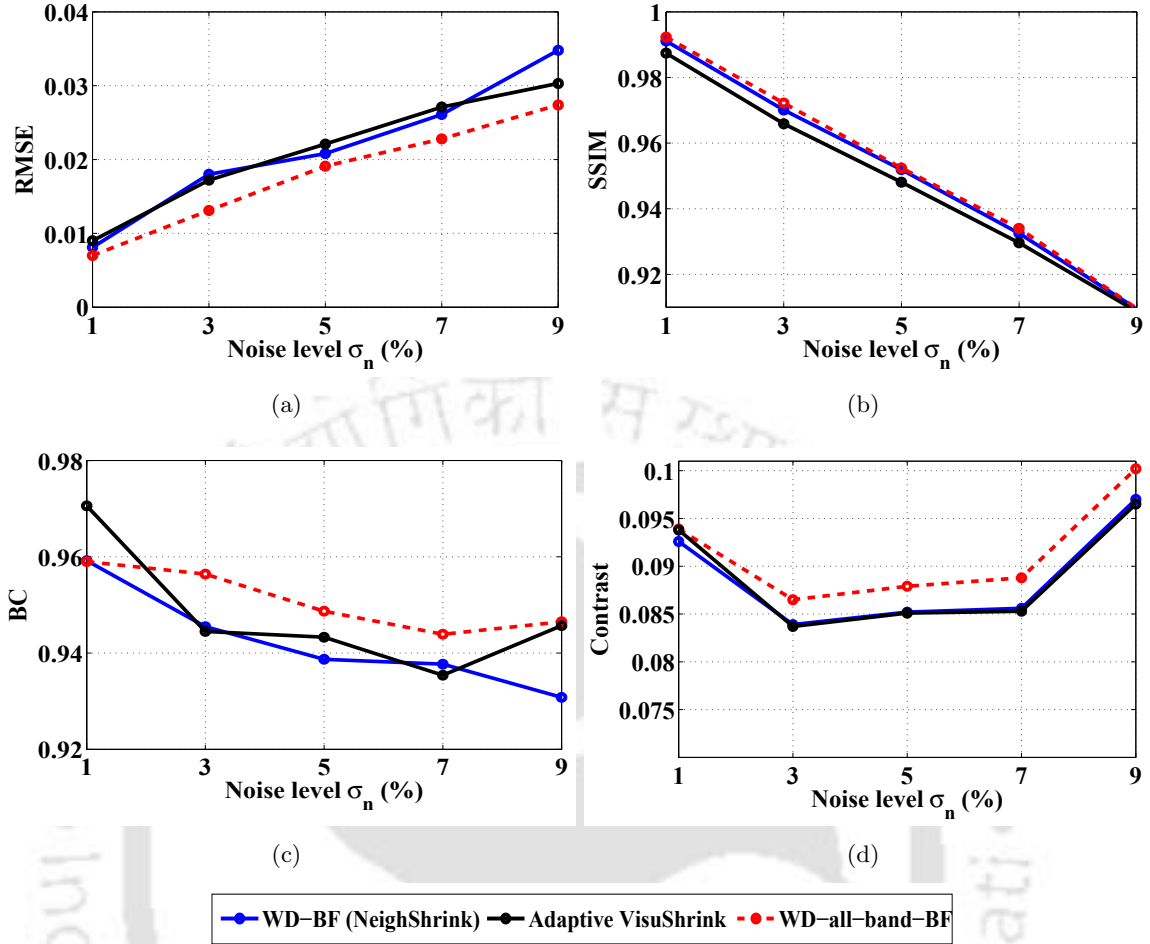 0.04
0.03
0.02
0.01
0
RMSE
1 3 5 7 9
Noise level σn (%)
(a)
1
0.98
0.96
0.94
0.92
SSIM
1 3 5 7 9
Noise level σn (%)
(b)
0.98
0.96
0.94
0.92
BC
1 3 5 7 9
Noise level σn (%)
(c)
0.1
0.095
0.09
0.085
0.08
0.075
Contrast
1 3 5 7 9
Noise level σn (%)
(d)
WD−BF (NeighShrink) Adaptive VisuShrink WD−all−band−BF